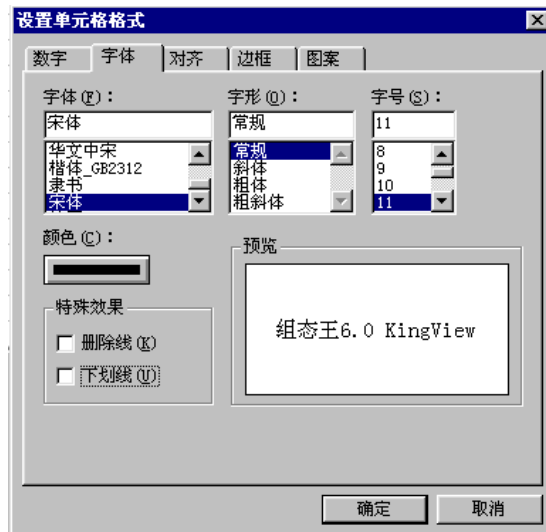 设置单元格格式
数字 字体 对齐 边框 图案
字体(F): 字形(O): 字号(S):
宋体 常规 11
华文中宋 常规 8
楷体_GB2312 斜体 9
隶书 粗体 10
宋体 粗斜体 11
颜色(C):
预览
特殊效果
组态王6.0 KingView
删除线(K)
下划线(U)
确定 取消